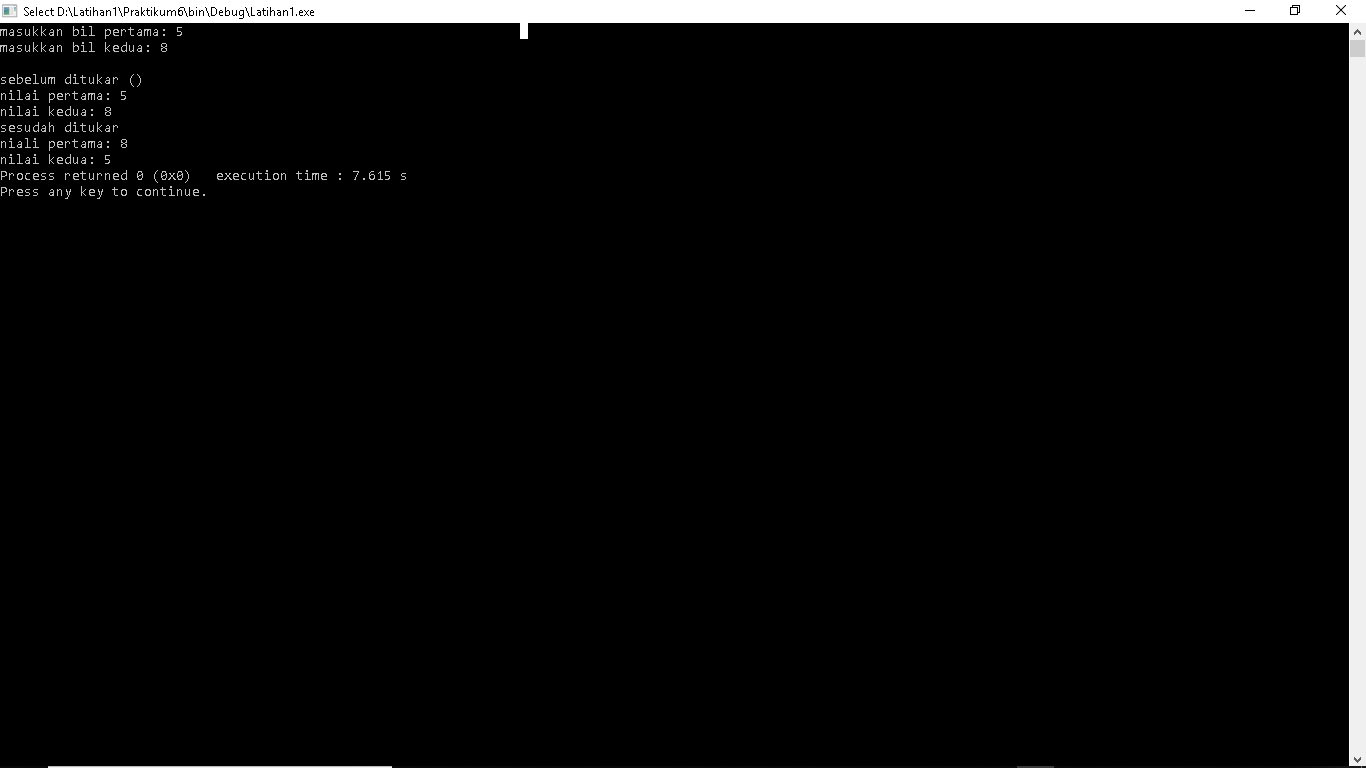 Select D:\Latihan1\Praktikum6\bin\Debug\Latihan1.exe
masukkan bil pertama: 5
masukkan bil kedua: 8
sebelum ditukar ()
nilai pertama: 5
nilai kedua: 8
sesudah ditukar
niali pertama: 8
nilai kedua: 5
Process returned 0 (0x0)   execution time : 7.615 s
Press any key to continue.